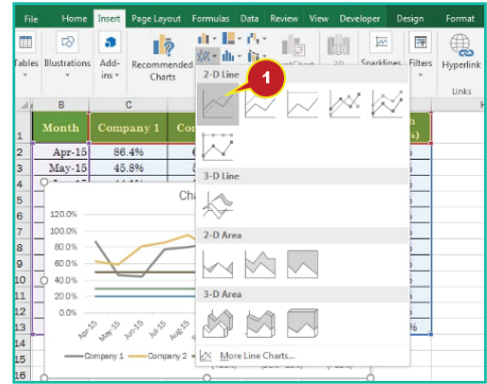 File Home Insert Page Layout Formulas Data Review View Developer Design Format
Tables Illustrations Add-ins Recommended Charts Sparklines Filters Hyperlink
Links
2-D Line
1
B C
Month Company 1
1
2 Apr-15 86.4%
3 May-15 45.8%
4
5
3-D Line
6
7
2-D Area
8
9
10
3-D Area
11
12
13
14
15
16
120.0%
100.0%
80.0%
60.0%
40.0%
20.0%
0.0%
Apr-15 May-15 Jun-15 Jul-15 Aug-15
Company 1 Company 2
More Line Charts...